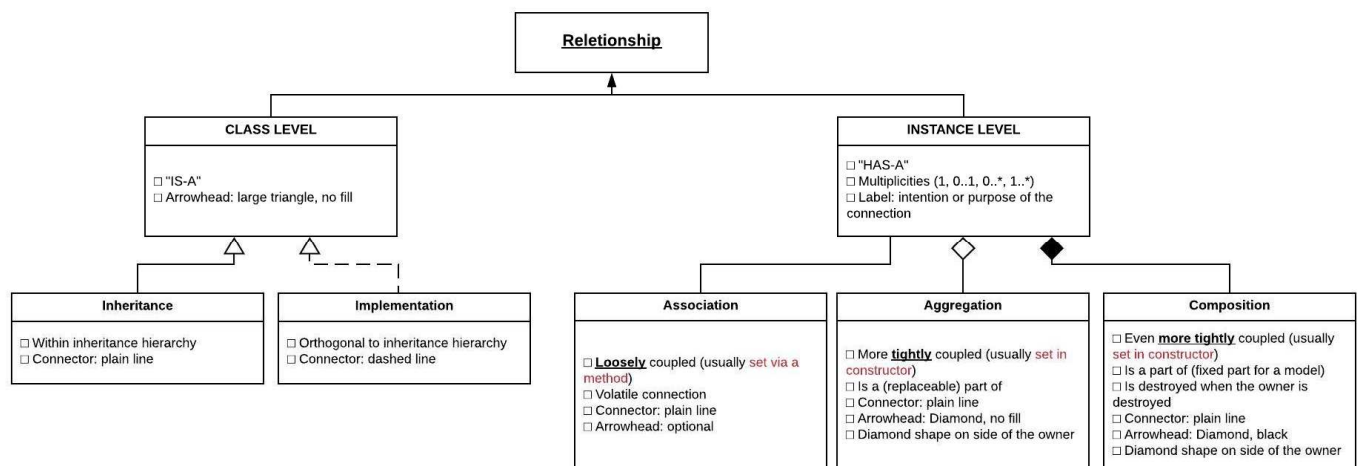 Reletionship
CLASS LEVEL
☐ "IS-A"
☐ Arrowhead: large triangle, no fill
INSTANCE LEVEL
☐ "HAS-A"
☐ Multiplicities (1, 0..1, 0..*, 1..*)
☐ Label: intention or purpose of the
connection
Inheritance
☐ Within inheritance hierarchy
☐ Connector: plain line
Implementation
☐ Orthogonal to inheritance hierarchy
☐ Connector: dashed line
Association
☐ Loosely coupled (usually set via a
method)
☐ Volatile connection
☐ Connector: plain line
☐ Arrowhead: optional
Aggregation
☐ More tightly coupled (usually set in
constructor)
☐ Is a (replaceable) part of
☐ Connector: plain line
☐ Arrowhead: Diamond, no fill
☐ Diamond shape on side of the owner
Composition
☐ Even more tightly coupled (usually
set in constructor)
☐ Is a part of (fixed part for a model)
☐ Is destroyed when the owner is
destroyed
☐ Connector: plain line
☐ Arrowhead: Diamond, black
☐ Diamond shape on side of the owner